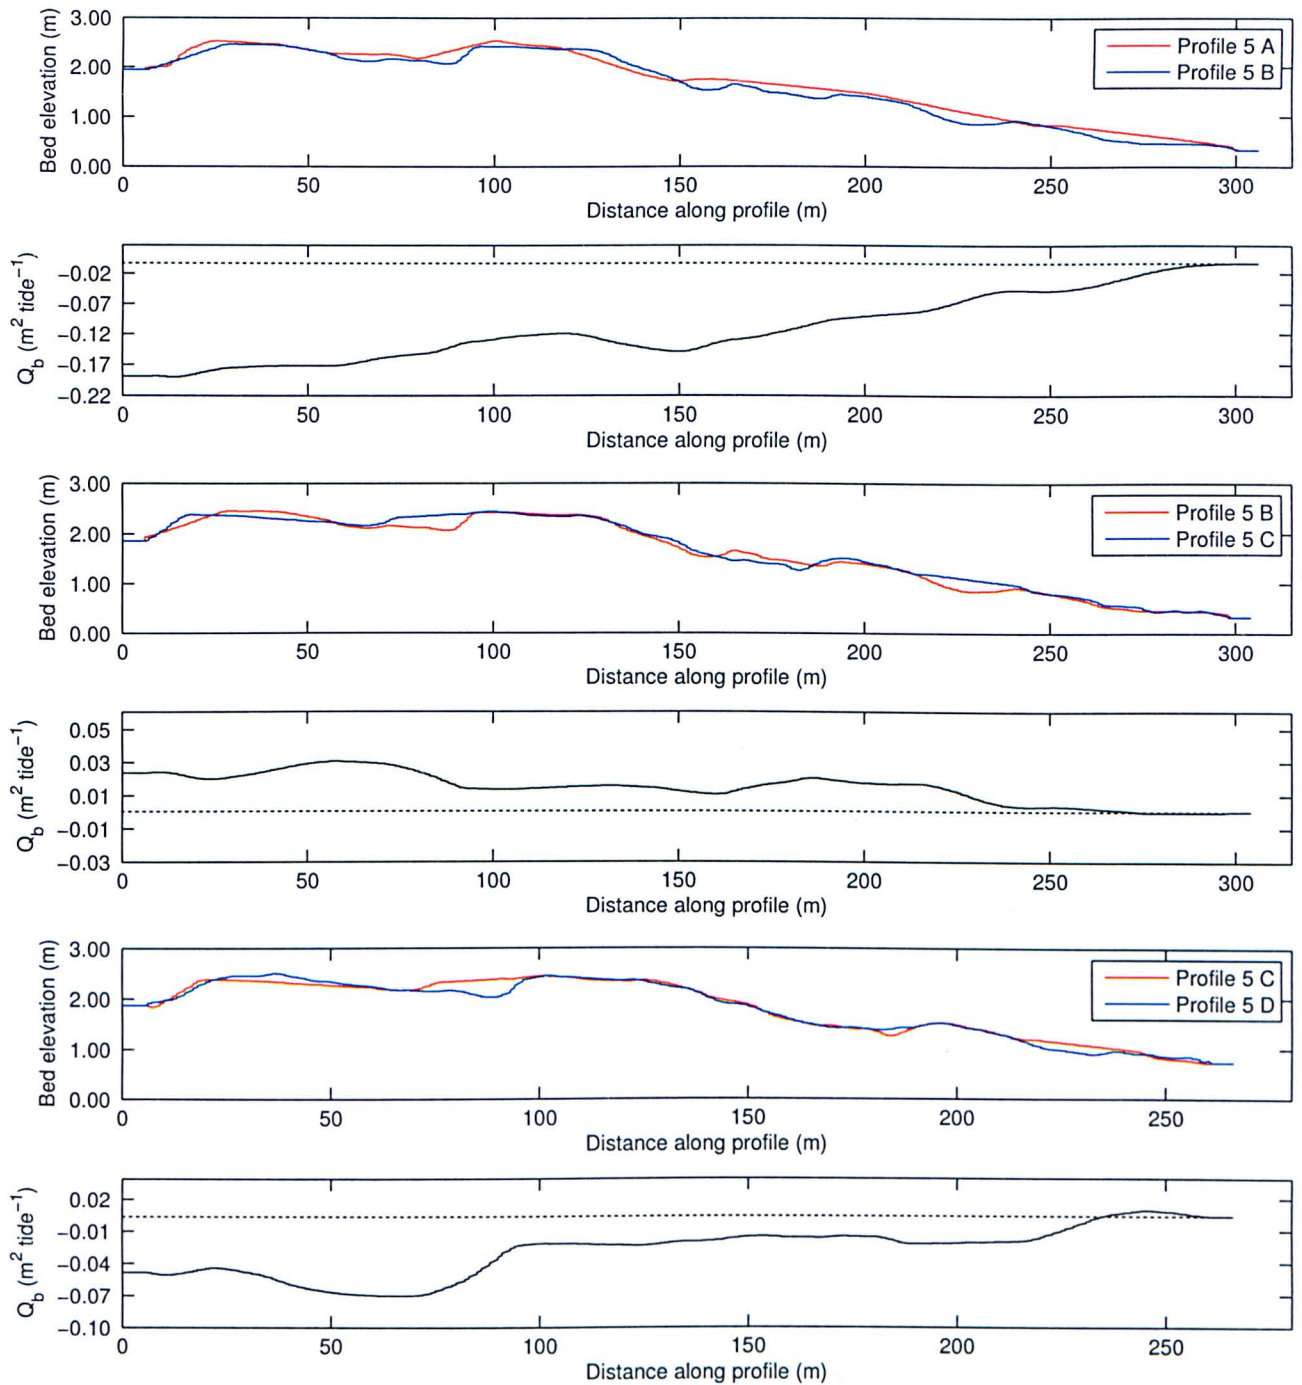 3.00
2.00
1.00
0.00
Bed elevation (m)
Profile 5 A
Profile 5 B
0 50 100 150 200 250 300
Distance along profile (m)
−0.02
−0.07
−0.12
−0.17
−0.22
Q_b (m² tide⁻¹)
0 50 100 150 200 250 300
Distance along profile (m)
3.00
2.00
1.00
0.00
Bed elevation (m)
Profile 5 B
Profile 5 C
0 50 100 150 200 250 300
Distance along profile (m)
0.05
0.03
0.01
−0.01
−0.03
Q_b (m² tide⁻¹)
0 50 100 150 200 250 300
Distance along profile (m)
3.00
2.00
1.00
0.00
Bed elevation (m)
Profile 5 C
Profile 5 D
0 50 100 150 200 250
Distance along profile (m)
0.02
−0.01
−0.04
−0.07
−0.10
Q_b (m² tide⁻¹)
0 50 100 150 200 250
Distance along profile (m)